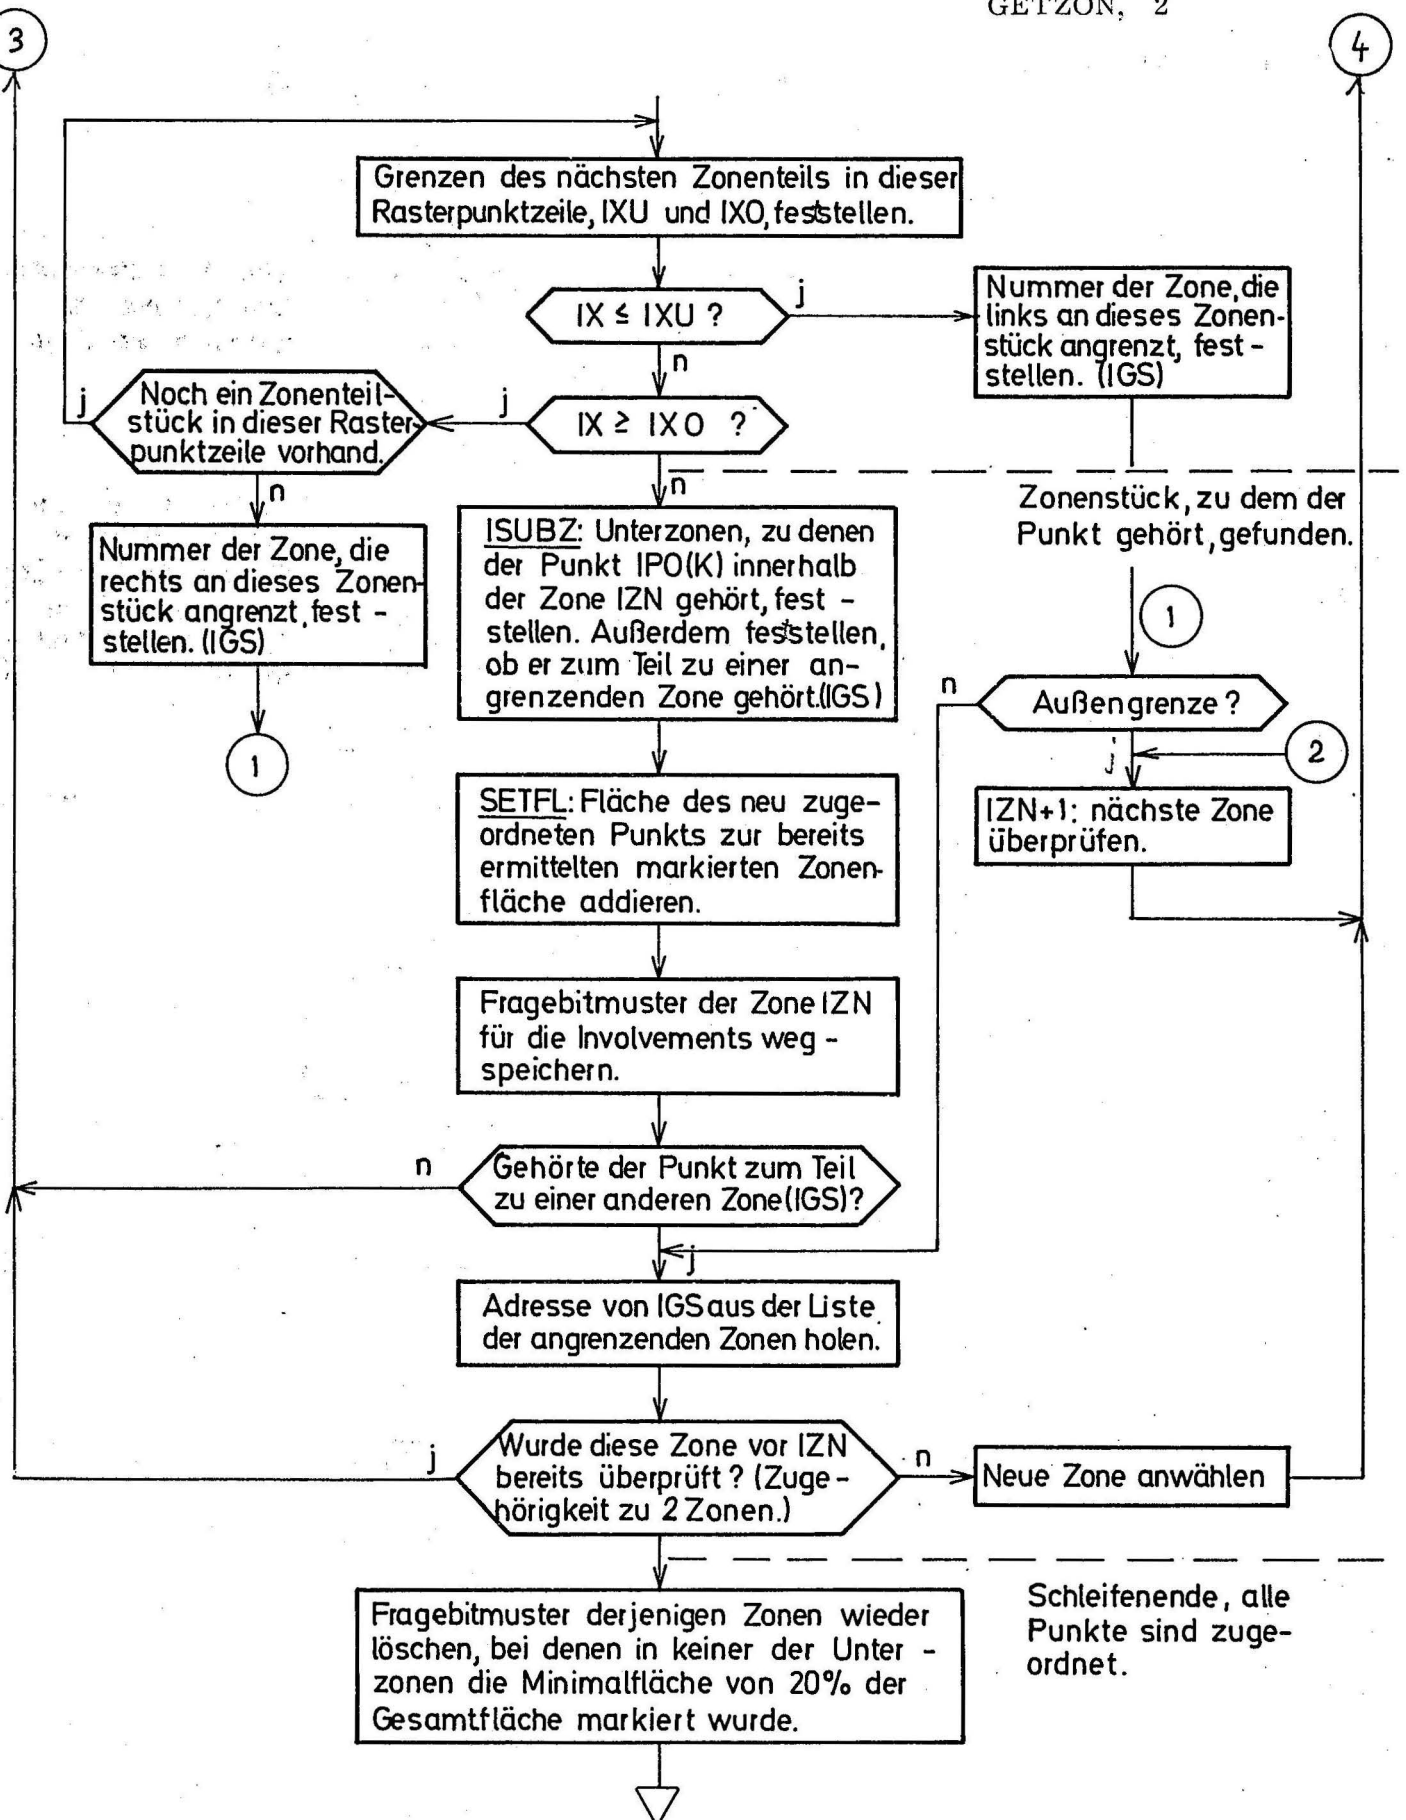 GETZON, 2
3
4
Grenzen des nächsten Zonenteils in dieser
Rasterpunktzeile, IXU und IXO, feststellen.
IX ≤ IXU ?
j
n
Nummer der Zone, die
links an dieses Zonen-
stück angrenzt, fest -
stellen. (IGS)
j
Noch ein Zonenteil-
stück in dieser Raster-
punktzeile vorhand.
j
IX ≥ IXO ?
n
n
Nummer der Zone, die
rechts an dieses Zonen-
stück angrenzt, fest -
stellen. (IGS)
1
ISUBZ: Unterzonen, zu denen
der Punkt IPO(K) innerhalb
der Zone IZN gehört, fest -
stellen. Außerdem feststellen,
ob er zum Teil zu einer an-
grenzenden Zone gehört.(IGS)
Zonenstück, zu dem der
Punkt gehört, gefunden.
1
n
Außengrenze ?
j
2
IZN+1: nächste Zone
überprüfen.
SETFL: Fläche des neu zuge-
ordneten Punkts zur bereits
ermittelten markierten Zonen-
fläche addieren.
Fragebitmuster der Zone IZN
für die Involvements weg -
speichern.
n
Gehörte der Punkt zum Teil
zu einer anderen Zone(IGS)?
j
Adresse von IGS aus der Liste
der angrenzenden Zonen holen.
j
Wurde diese Zone vor IZN
bereits überprüft ? (Zuge -
hörigkeit zu 2 Zonen.)
n
Neue Zone anwählen
Schleifenende, alle
Punkte sind zuge-
ordnet.
Fragebitmuster derjenigen Zonen wieder
löschen, bei denen in keiner der Unter -
zonen die Minimalfläche von 20% der
Gesamtfläche markiert wurde.